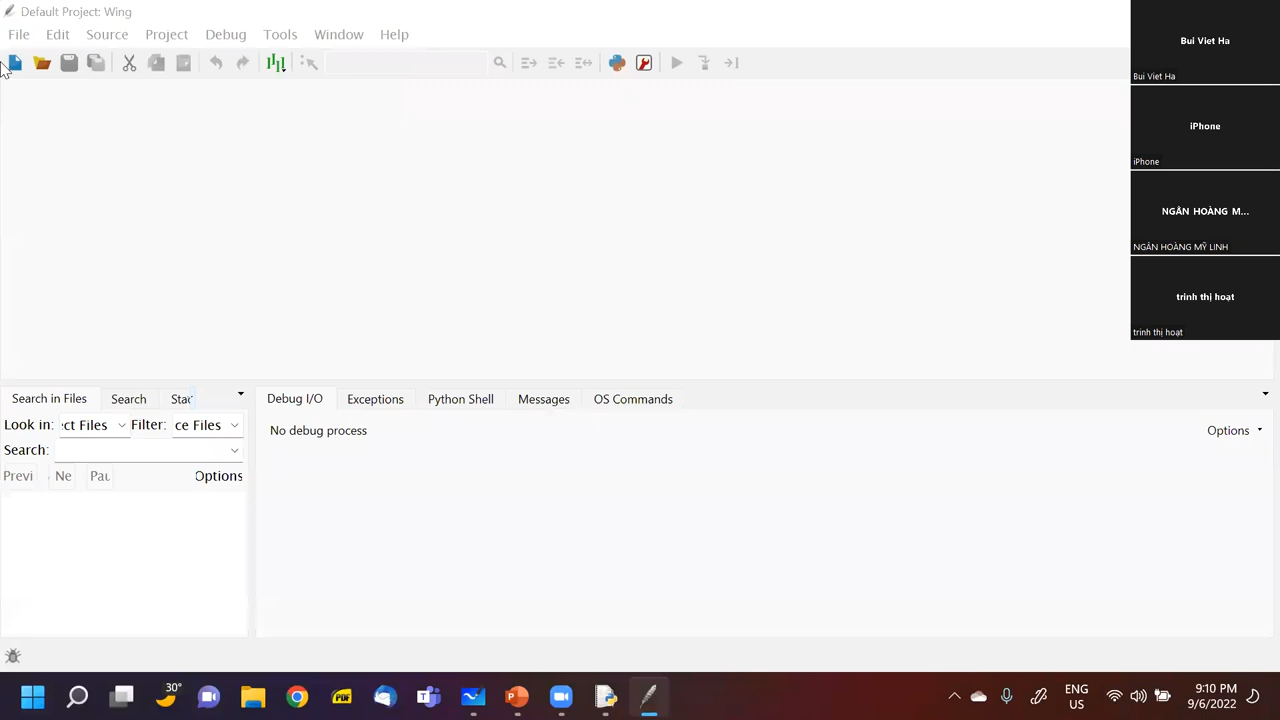 Default Project: Wing
File Edit Source Project Debug Tools Window Help
Bui Viet Ha
Bui Viet Ha
iPhone
iPhone
NGÂN HOÀNG M...
NGÂN HOÀNG MỸ LINH
trinh thị hoạt
trinh thị hoạt
Search in Files Search Stac
Debug I/O Exceptions Python Shell Messages OS Commands
Look in: ct Files Filter: ce Files
No debug process
Options
Search:
Previ Ne Pau Options
30°
PDF
ENG
US
9:10 PM
9/6/2022